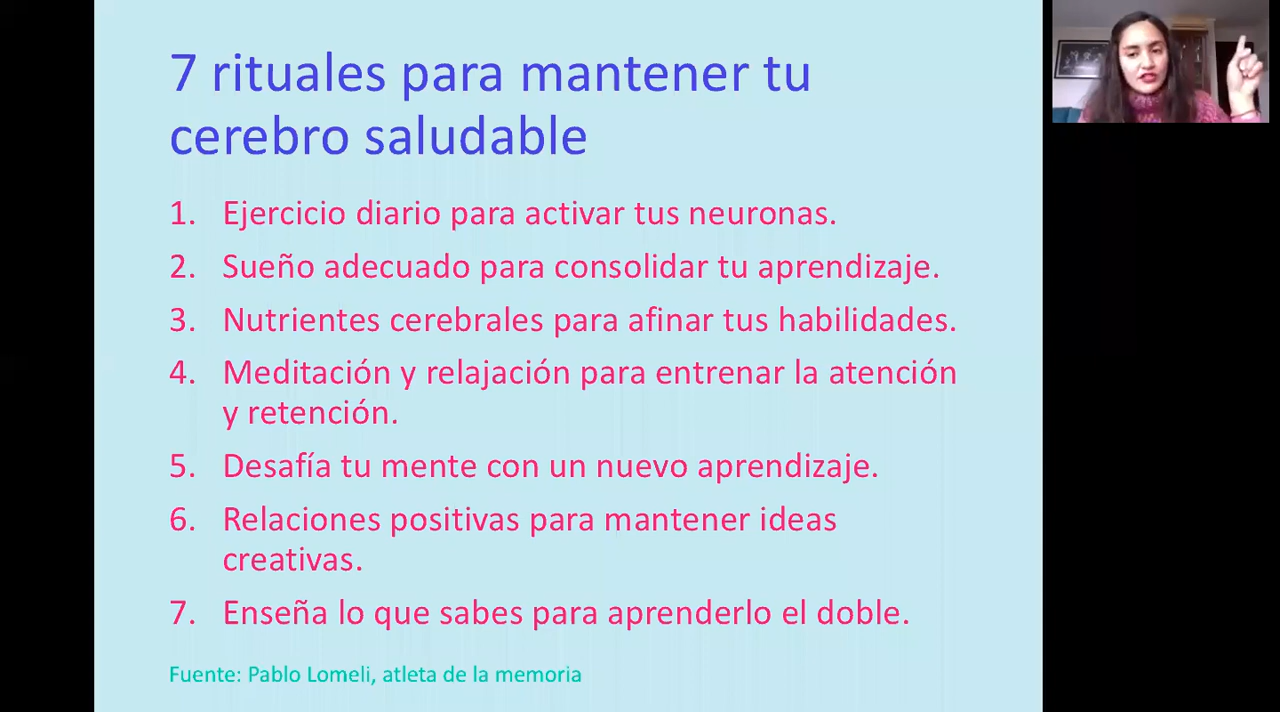 7 rituales para mantener tu
cerebro saludable
1. Ejercicio diario para activar tus neuronas.
2. Sueño adecuado para consolidar tu aprendizaje.
3. Nutrientes cerebrales para afinar tus habilidades.
4. Meditación y relajación para entrenar la atención
y retención.
5. Desafía tu mente con un nuevo aprendizaje.
6. Relaciones positivas para mantener ideas
creativas.
7. Enseña lo que sabes para aprenderlo el doble.
Fuente: Pablo Lomeli, atleta de la memoria